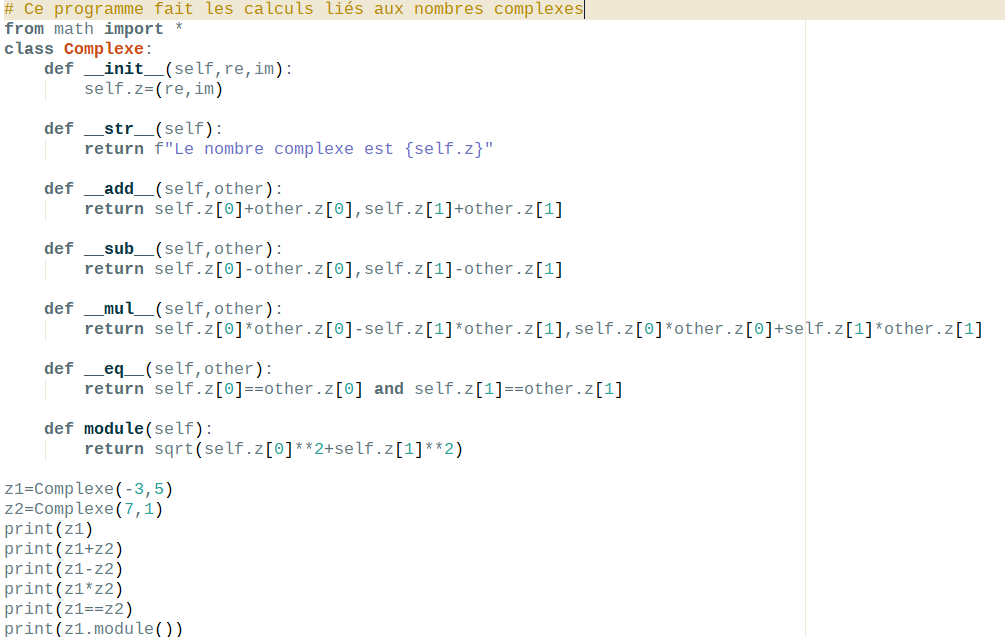 # Ce programme fait les calculs liés aux nombres complexes
from math import *
class Complexe:
    def __init__(self,re,im):
        self.z=(re,im)

    def __str__(self):
        return f"Le nombre complexe est {self.z}"

    def __add__(self,other):
        return self.z[0]+other.z[0],self.z[1]+other.z[1]

    def __sub__(self,other):
        return self.z[0]-other.z[0],self.z[1]-other.z[1]

    def __mul__(self,other):
        return self.z[0]*other.z[0]-self.z[1]*other.z[1],self.z[0]*other.z[0]+self.z[1]*other.z[1]

    def __eq__(self,other):
        return self.z[0]==other.z[0] and self.z[1]==other.z[1]

    def module(self):
        return sqrt(self.z[0]**2+self.z[1]**2)

z1=Complexe(-3,5)
z2=Complexe(7,1)
print(z1)
print(z1+z2)
print(z1-z2)
print(z1*z2)
print(z1==z2)
print(z1.module())